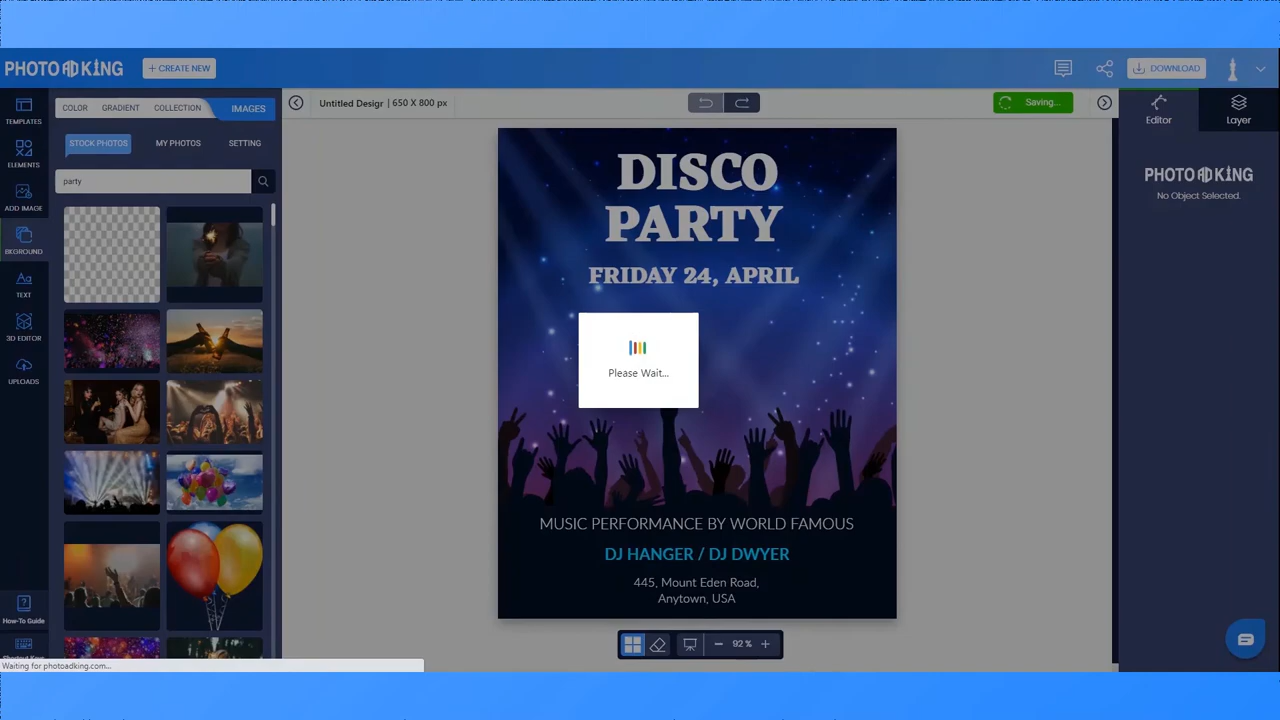 PHOTO AD KING
+ CREATE NEW
DOWNLOAD
TEMPLATES
ELEMENTS
ADD IMAGE
BKGROUND
TEXT
3D EDITOR
UPLOADS
How-To Guide
COLOR GRADIENT COLLECTION IMAGES
STOCK PHOTOS MY PHOTOS SETTING
party
Untitled Desigr | 650 X 800 px
Saving...
DISCO
PARTY
FRIDAY 24, APRIL
Please Wait...
MUSIC PERFORMANCE BY WORLD FAMOUS
DJ HANGER / DJ DWYER
445, Mount Eden Road,
Anytown, USA
92 %
Editor Layer
PHOTO AD KING
No Object Selected.
Waiting for photoadking.com...